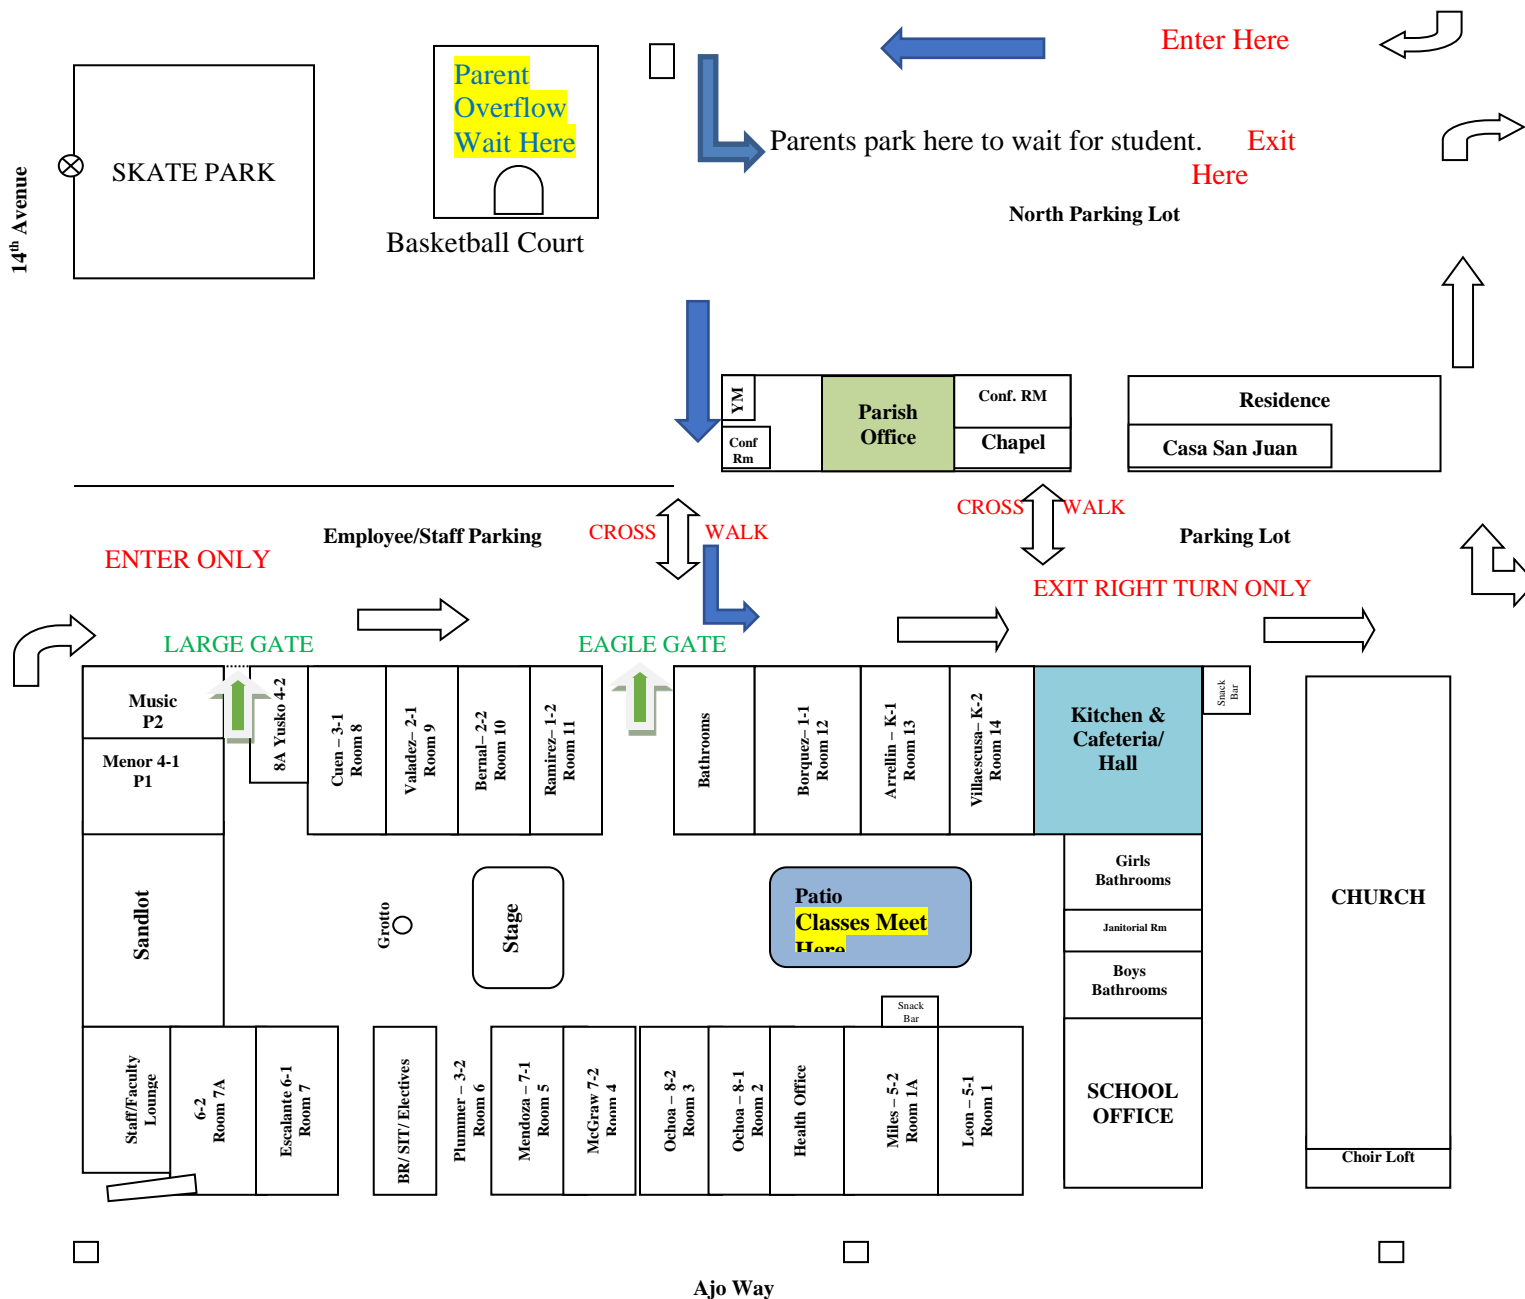 Enter Here
Parent
Overflow
Wait Here
Parents park here to wait for student. Exit
Here
SKATE PARK
14th Avenue
North Parking Lot
Basketball Court
YM
Conf
Rm
Parish
Office
Conf. RM
Chapel
Residence
Casa San Juan
CROSS WALK
CROSS WALK
Employee/Staff Parking
Parking Lot
ENTER ONLY
EXIT RIGHT TURN ONLY
LARGE GATE
EAGLE GATE
Music
P2
Menor 4-1
P1
8A Yusko 4-2
Cuen – 3-1
Room 8
Valadez– 2-1
Room 9
Bernal– 2-2
Room 10
Ramirez– 1-2
Room 11
Bathrooms
Borquez– 1-1
Room 12
Arrellin – K-1
Room 13
Villaescusa– K-2
Room 14
Kitchen &
Cafeteria/
Hall
Snack
Bar
Sandlot
Grotto
Stage
Patio
Classes Meet
Here
Girls
Bathrooms
Janitorial Rm
Boys
Bathrooms
CHURCH
Snack
Bar
Staff/Faculty
Lounge
6-2
Room 7A
Escalante 6-1
Room 7
BR/ SIT/ Electives
Plummer – 3-2
Room 6
Mendoza – 7-1
Room 5
McGraw 7-2
Room 4
Ochoa – 8-2
Room 3
Ochoa – 8-1
Room 2
Health Office
Miles – 5-2
Room 1A
Leon – 5-1
Room 1
SCHOOL
OFFICE
Choir Loft
Ajo Way